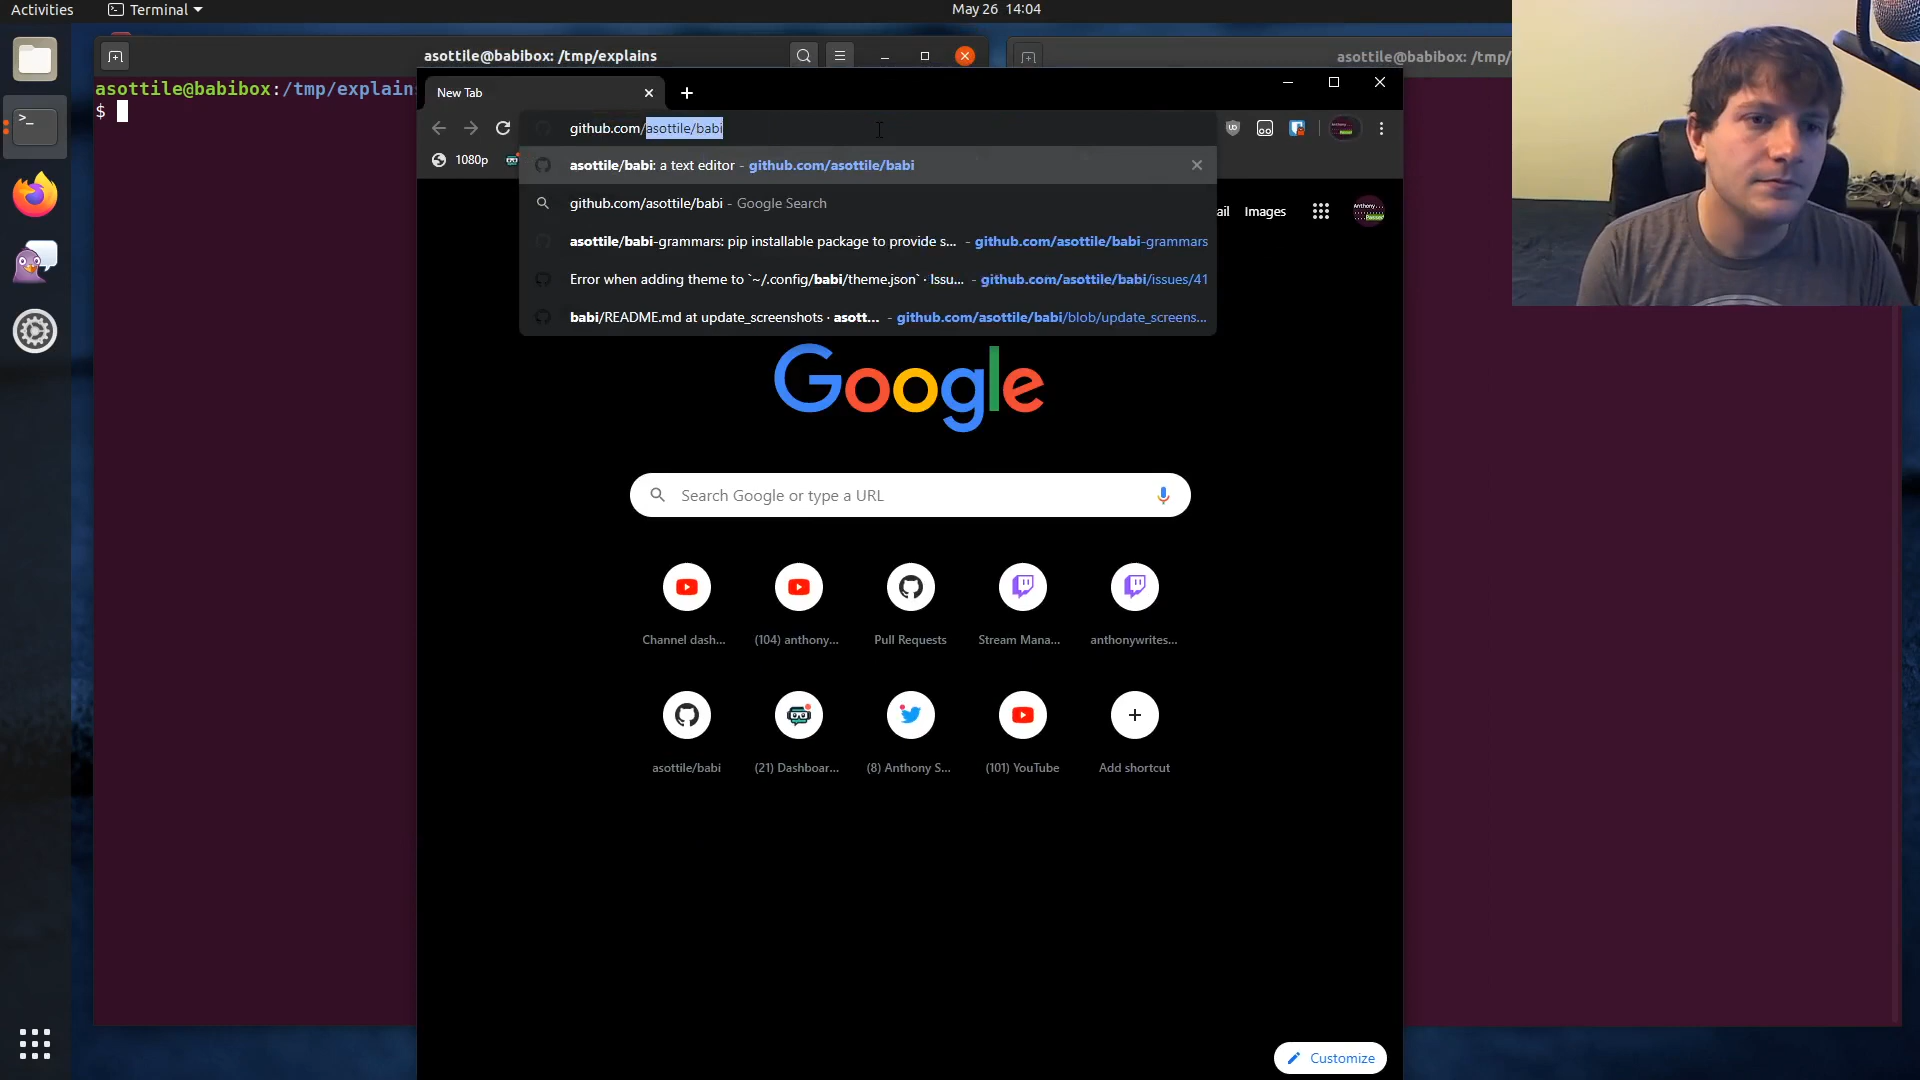 Activities
Terminal
May 26 14:04
asottile@babibox: /tmp/explains
asottile@babibox: /tmp/
asottile@babibox:/tmp/explain
$
New Tab
github.com/asottile/babi
1080p
asottile/babi: a text editor - github.com/asottile/babi
github.com/asottile/babi - Google Search
asottile/babi-grammars: pip installable package to provide s... - github.com/asottile/babi-grammars
Error when adding theme to `~/.config/babi/theme.json` · Issu... - github.com/asottile/babi/issues/41
babi/README.md at update_screenshots · asott... - github.com/asottile/babi/blob/update_screens...
ail
Images
Google
Search Google or type a URL
Channel dash...
(104) anthony...
Pull Requests
Stream Mana...
anthonywrites...
asottile/babi
(21) Dashboar...
(8) Anthony S...
(101) YouTube
Add shortcut
Customize